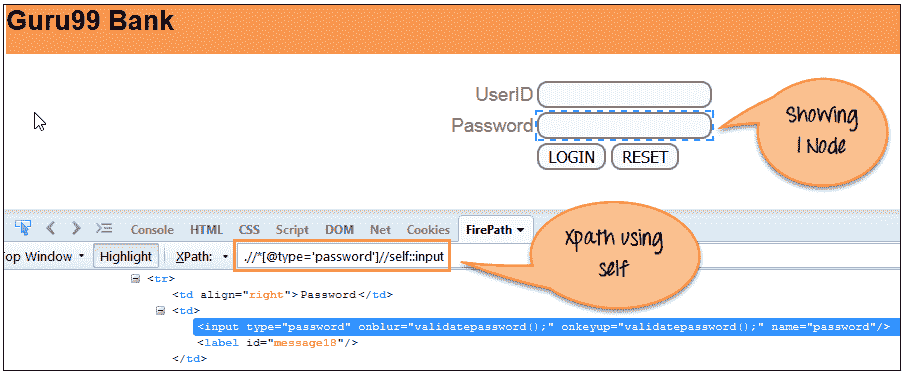 Guru99 Bank
UserID
Password
LOGIN RESET
Showing
1 Node
Console HTML CSS Script DOM Net Cookies FirePath
Xpath using
self
op Window Highlight XPath: .//*[@type='password']//self::input
<tr>
<td align="right">Password</td>
<td>
<input type="password" onblur="validatepassword();" onkeyup="validatepassword();" name="password"/>
<label id="message18"/>
</td>